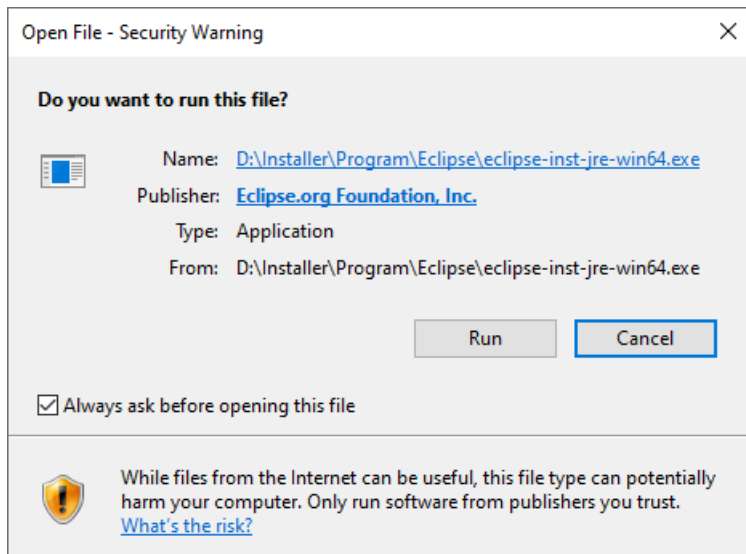 Open File - Security Warning
Do you want to run this file?
Name: D:\Installer\Program\Eclipse\eclipse-inst-jre-win64.exe
Publisher: Eclipse.org Foundation, Inc.
Type: Application
From: D:\Installer\Program\Eclipse\eclipse-inst-jre-win64.exe
Run Cancel
Always ask before opening this file
While files from the Internet can be useful, this file type can potentially
harm your computer. Only run software from publishers you trust.
What's the risk?